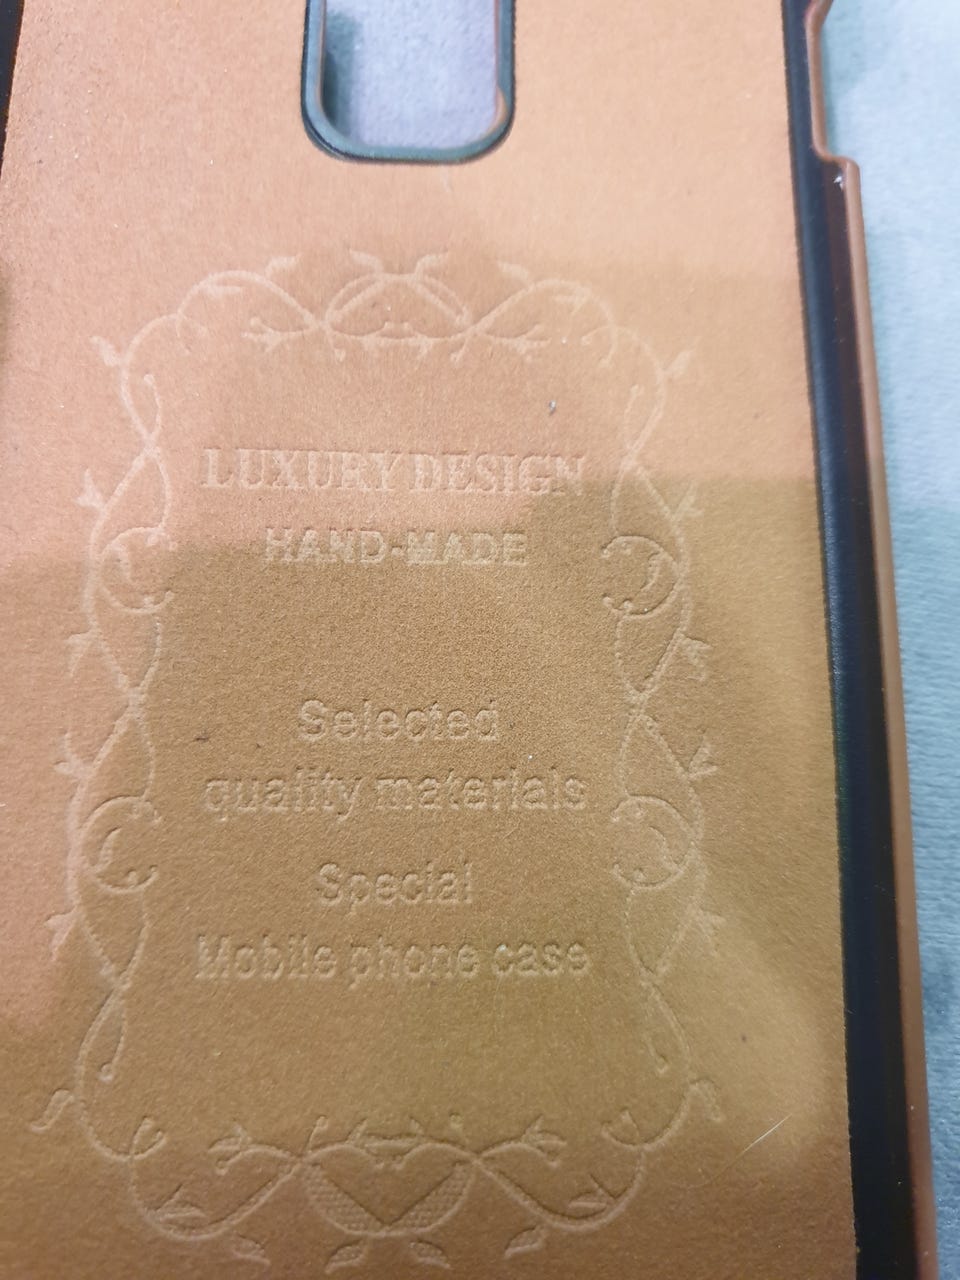 LUXURY DESIGN
HAND-MADE
Selected
quality materials
Special
Mobile phone case